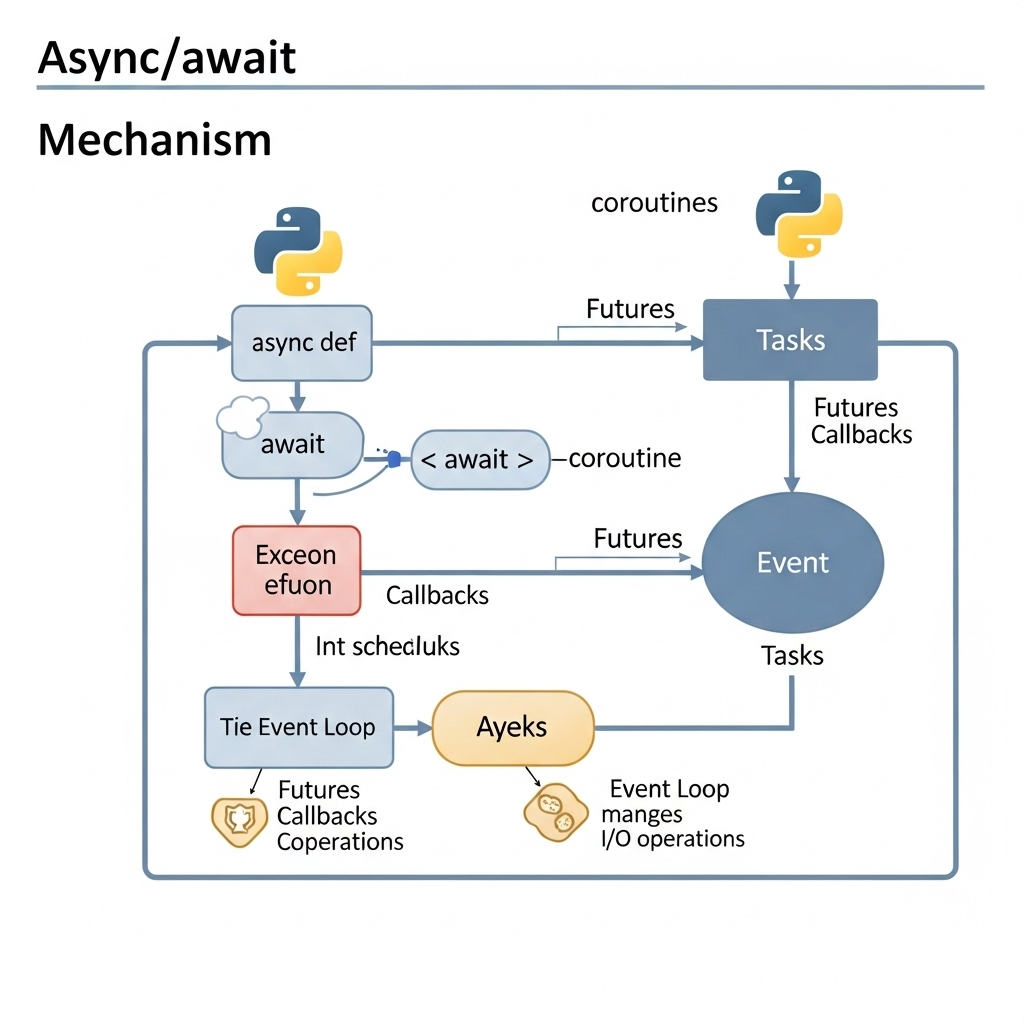 Async/await
Mechanism
coroutines
Futures
async def
Tasks
Futures
Callbacks
await
< await >
coroutine
Futures
Exceon
efuon
Event
Callbacks
Int scheduks
Tasks
Tie Event Loop
Ayeks
Futures
Callbacks
Coperations
Event Loop
manges
I/O operations